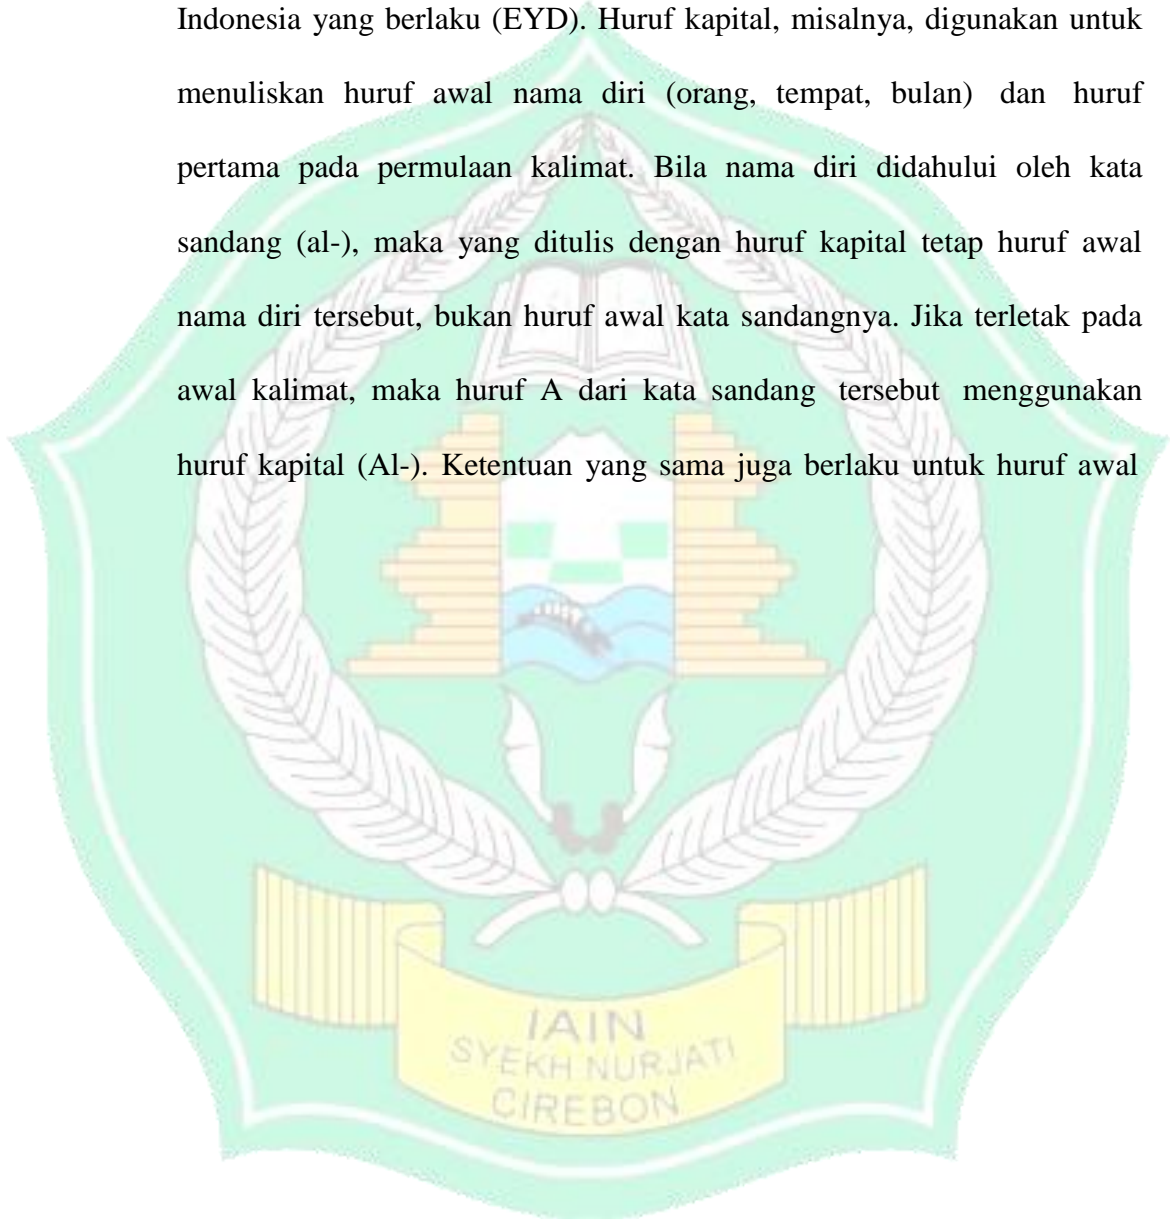 Indonesia yang berlaku (EYD). Huruf kapital, misalnya, digunakan untuk
menuliskan huruf awal nama diri (orang, tempat, bulan) dan huruf
pertama pada permulaan kalimat. Bila nama diri didahului oleh kata
sandang (al-), maka yang ditulis dengan huruf kapital tetap huruf awal
nama diri tersebut, bukan huruf awal kata sandangnya. Jika terletak pada
awal kalimat, maka huruf A dari kata sandang tersebut menggunakan
huruf kapital (Al-). Ketentuan yang sama juga berlaku untuk huruf awal
IAIN
SYEKH NURJATI
CIREBON